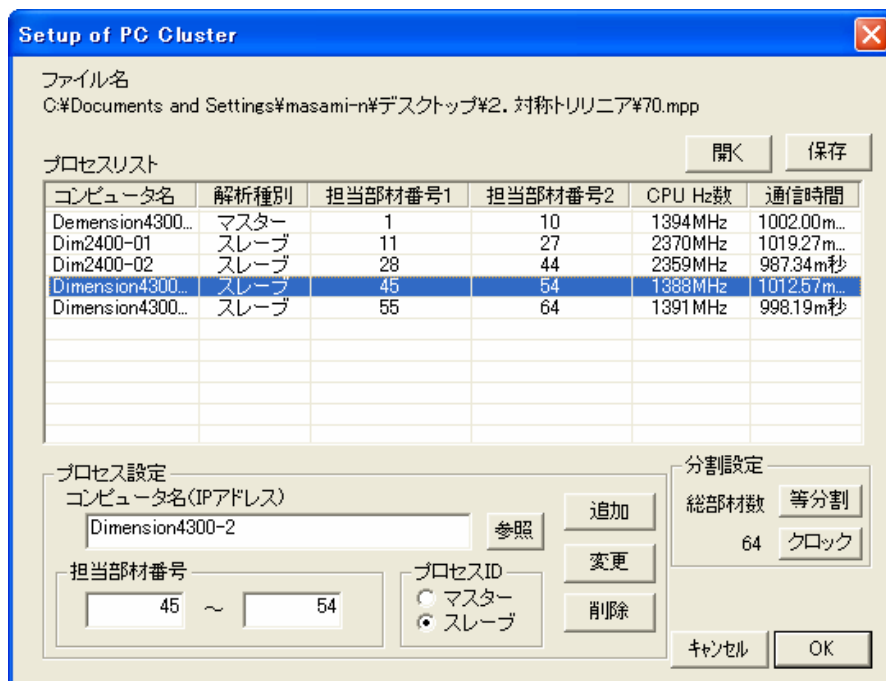 Setup of PC Cluster
ファイル名
C:¥Documents and Settings¥masami-n¥デスクトップ¥2. 対称トリリニア¥70.mpp
開く 保存
プロセスリスト
コンピュータ名 解析種別 担当部材番号1 担当部材番号2 CPU Hz数 通信時間
Demension4300... マスター 1 10 1394MHz 1002.00m...
Dim2400-01 スレーブ 11 27 2370MHz 1019.27m...
Dim2400-02 スレーブ 28 44 2359MHz 987.34m秒
Dimension4300... スレーブ 45 54 1388MHz 1012.57m...
Dimension4300... スレーブ 55 64 1391MHz 998.19m秒
プロセス設定
コンピュータ名(IPアドレス)
Dimension4300-2 参照
担当部材番号
45 ～ 54
プロセスID
マスター
スレーブ
追加
変更
削除
分割設定
総部材数 等分割
64 クロック
キャンセル OK